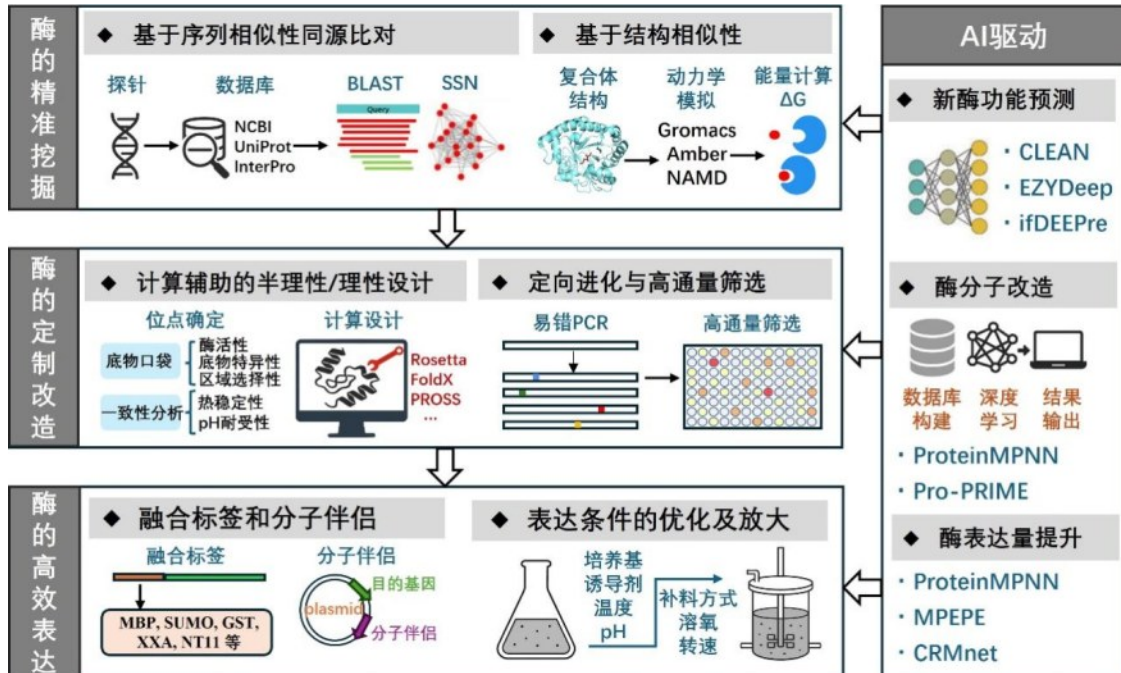 酶的精准挖掘
◆ 基于序列相似性同源比对
探针
数据库
BLAST
SSN
NCBI
UniProt
InterPro
Query
◆ 基于结构相似性
复合体
结构
动力学
模拟
能量计算
ΔG
Gromacs
Amber
NAMD
酶的定制改造
◆ 计算辅助的半理性/理性设计
位点确定
计算设计
底物口袋
酶活性
底物特异性
区域选择性
一致性分析
热稳定性
pH耐受性
Rosetta
FoldX
PROSS
...
◆ 定向进化与高通量筛选
易错PCR
高通量筛选
酶的高效表达
◆ 融合标签和分子伴侣
融合标签
分子伴侣
MBP, SUMO, GST,
XXA, NT11 等
plasmid
目的基因
分子伴侣
◆ 表达条件的优化及放大
培养基
诱导剂
温度
pH
补料方式
溶氧
转速
AI驱动
◆ 新酶功能预测
· CLEAN
· EZYDeep
· ifDEEPre
◆ 酶分子改造
数据库
构建
深度
学习
结果
输出
· ProteinMPNN
· Pro-PRIME
◆ 酶表达量提升
· ProteinMPNN
· MPEPE
· CRMnet